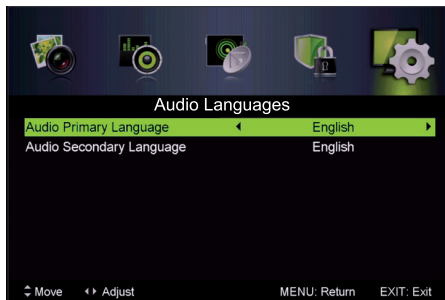 Audio Languages
Audio Primary Language English
Audio Secondary Language English
Move Adjust MENU: Return EXIT: Exit